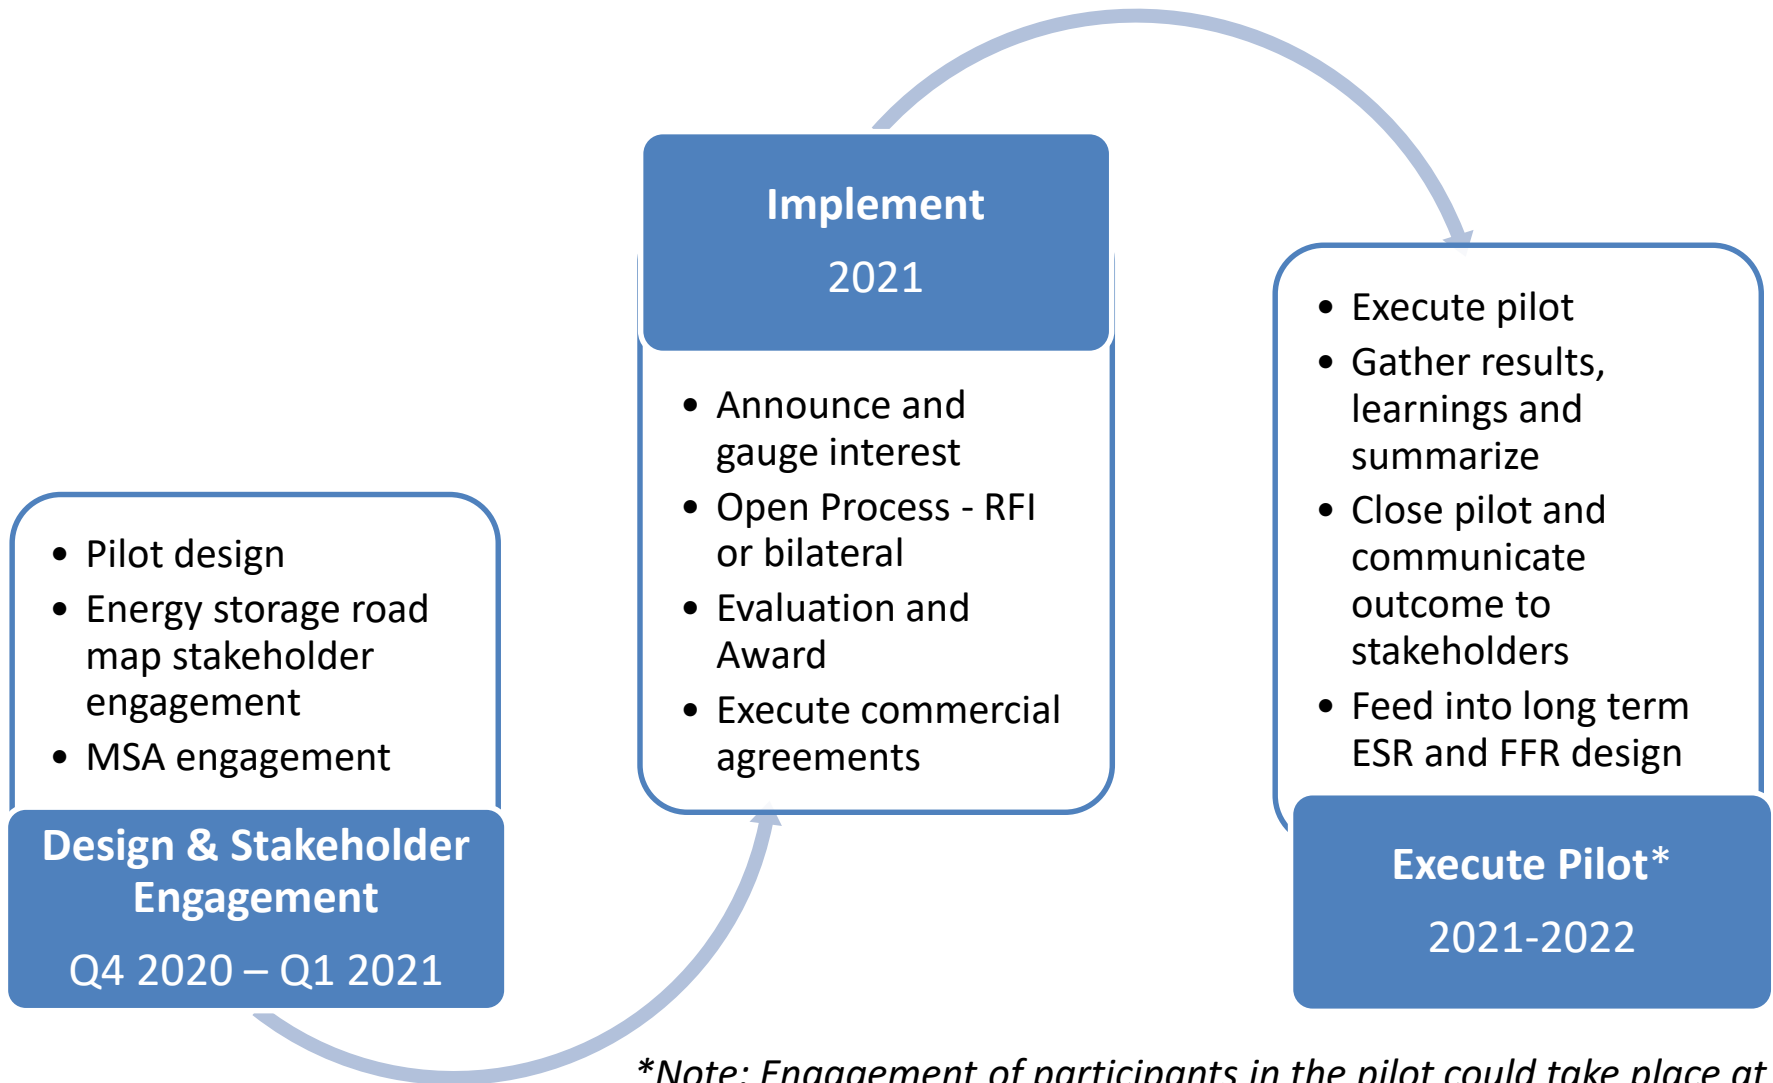 • Pilot design
• Energy storage road
map stakeholder
engagement
• MSA engagement
Design & Stakeholder
Engagement
Q4 2020 – Q1 2021
Implement
2021
• Announce and
gauge interest
• Open Process - RFI
or bilateral
• Evaluation and
Award
• Execute commercial
agreements
• Execute pilot
• Gather results,
learnings and
summarize
• Close pilot and
communicate
outcome to
stakeholders
• Feed into long term
ESR and FFR design
Execute Pilot*
2021-2022
*Note: Engagement of participants in the pilot could take place at